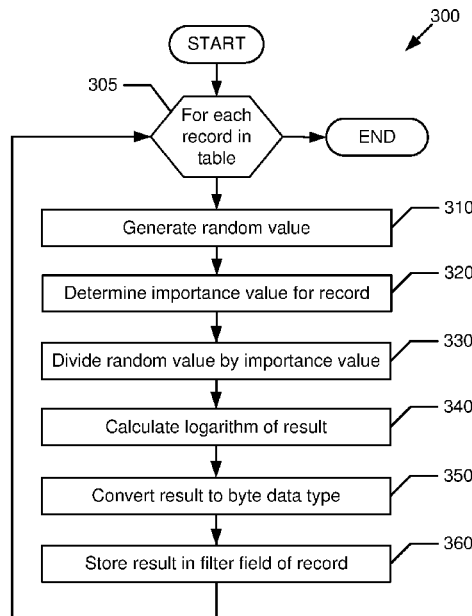 START
300
305
For each
record in
table
END
Generate random value
310
Determine importance value for record
320
Divide random value by importance value
330
Calculate logarithm of result
340
Convert result to byte data type
350
Store result in filter field of record
360